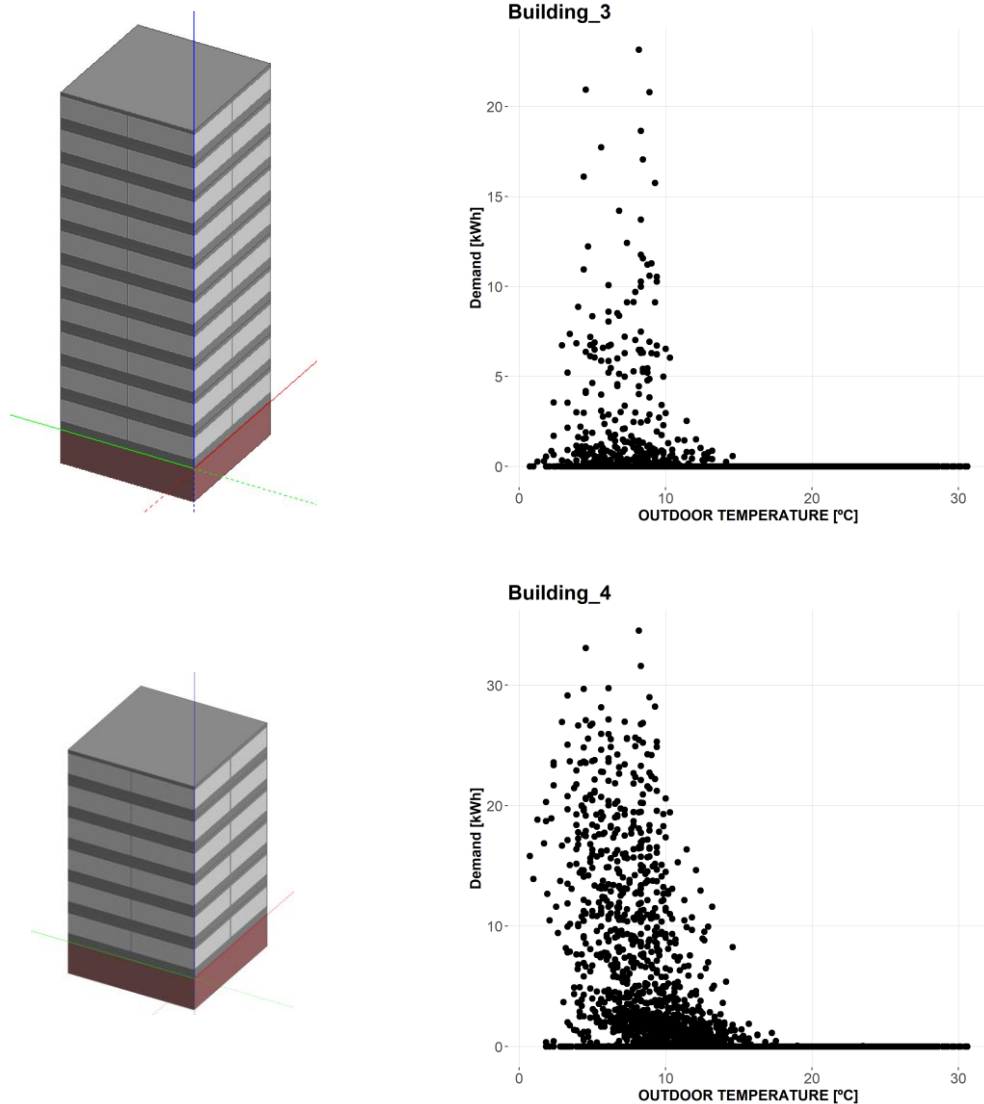 Building_3
20
15
10
5
0
Demand [kWh]
0 10 20 30
OUTDOOR TEMPERATURE [ºC]
Building_4
30
20
10
0
Demand [kWh]
0 10 20 30
OUTDOOR TEMPERATURE [ºC]